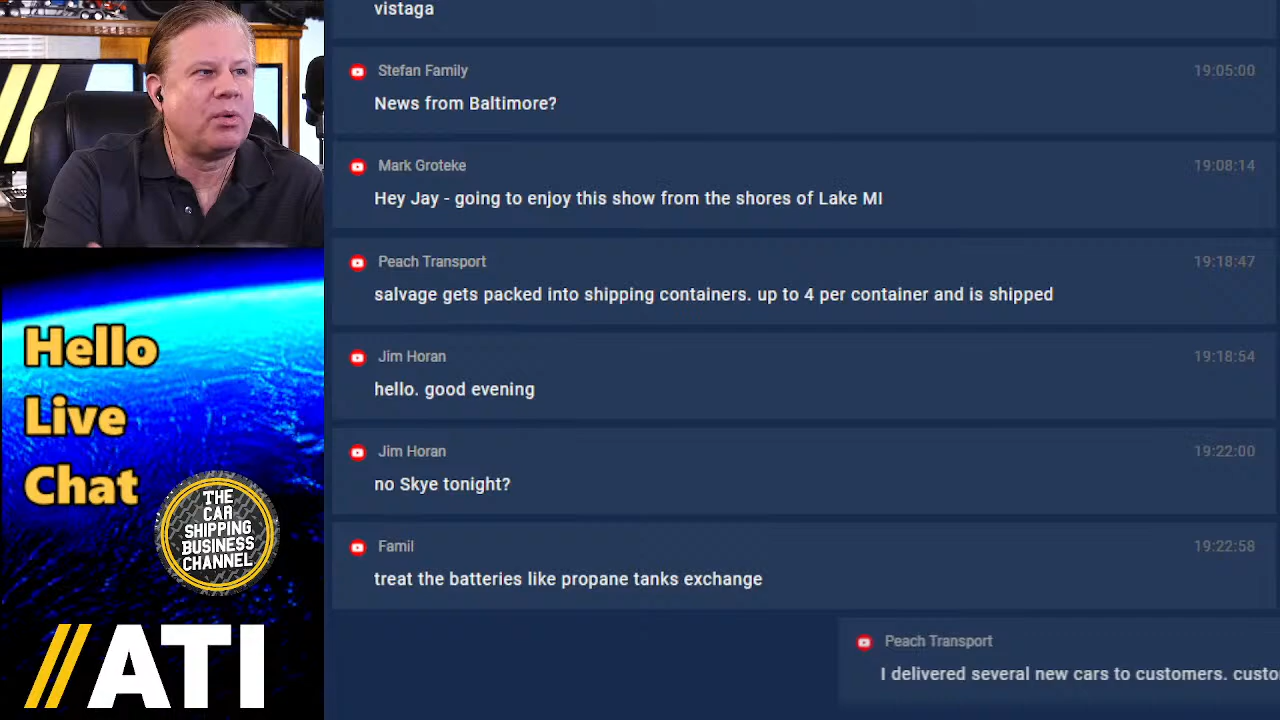 vistaga
Stefan Family 19:05:00
News from Baltimore?
Mark Groteke 19:08:14
Hey Jay - going to enjoy this show from the shores of Lake MI
Peach Transport 19:18:47
salvage gets packed into shipping containers. up to 4 per container and is shipped
Jim Horan 19:18:54
hello. good evening
Jim Horan 19:22:00
no Skye tonight?
Famil 19:22:58
treat the batteries like propane tanks exchange
Peach Transport
I delivered several new cars to customers. custo
Hello
Live
Chat
THE
CAR
SHIPPING
BUSINESS
CHANNEL
//ATI